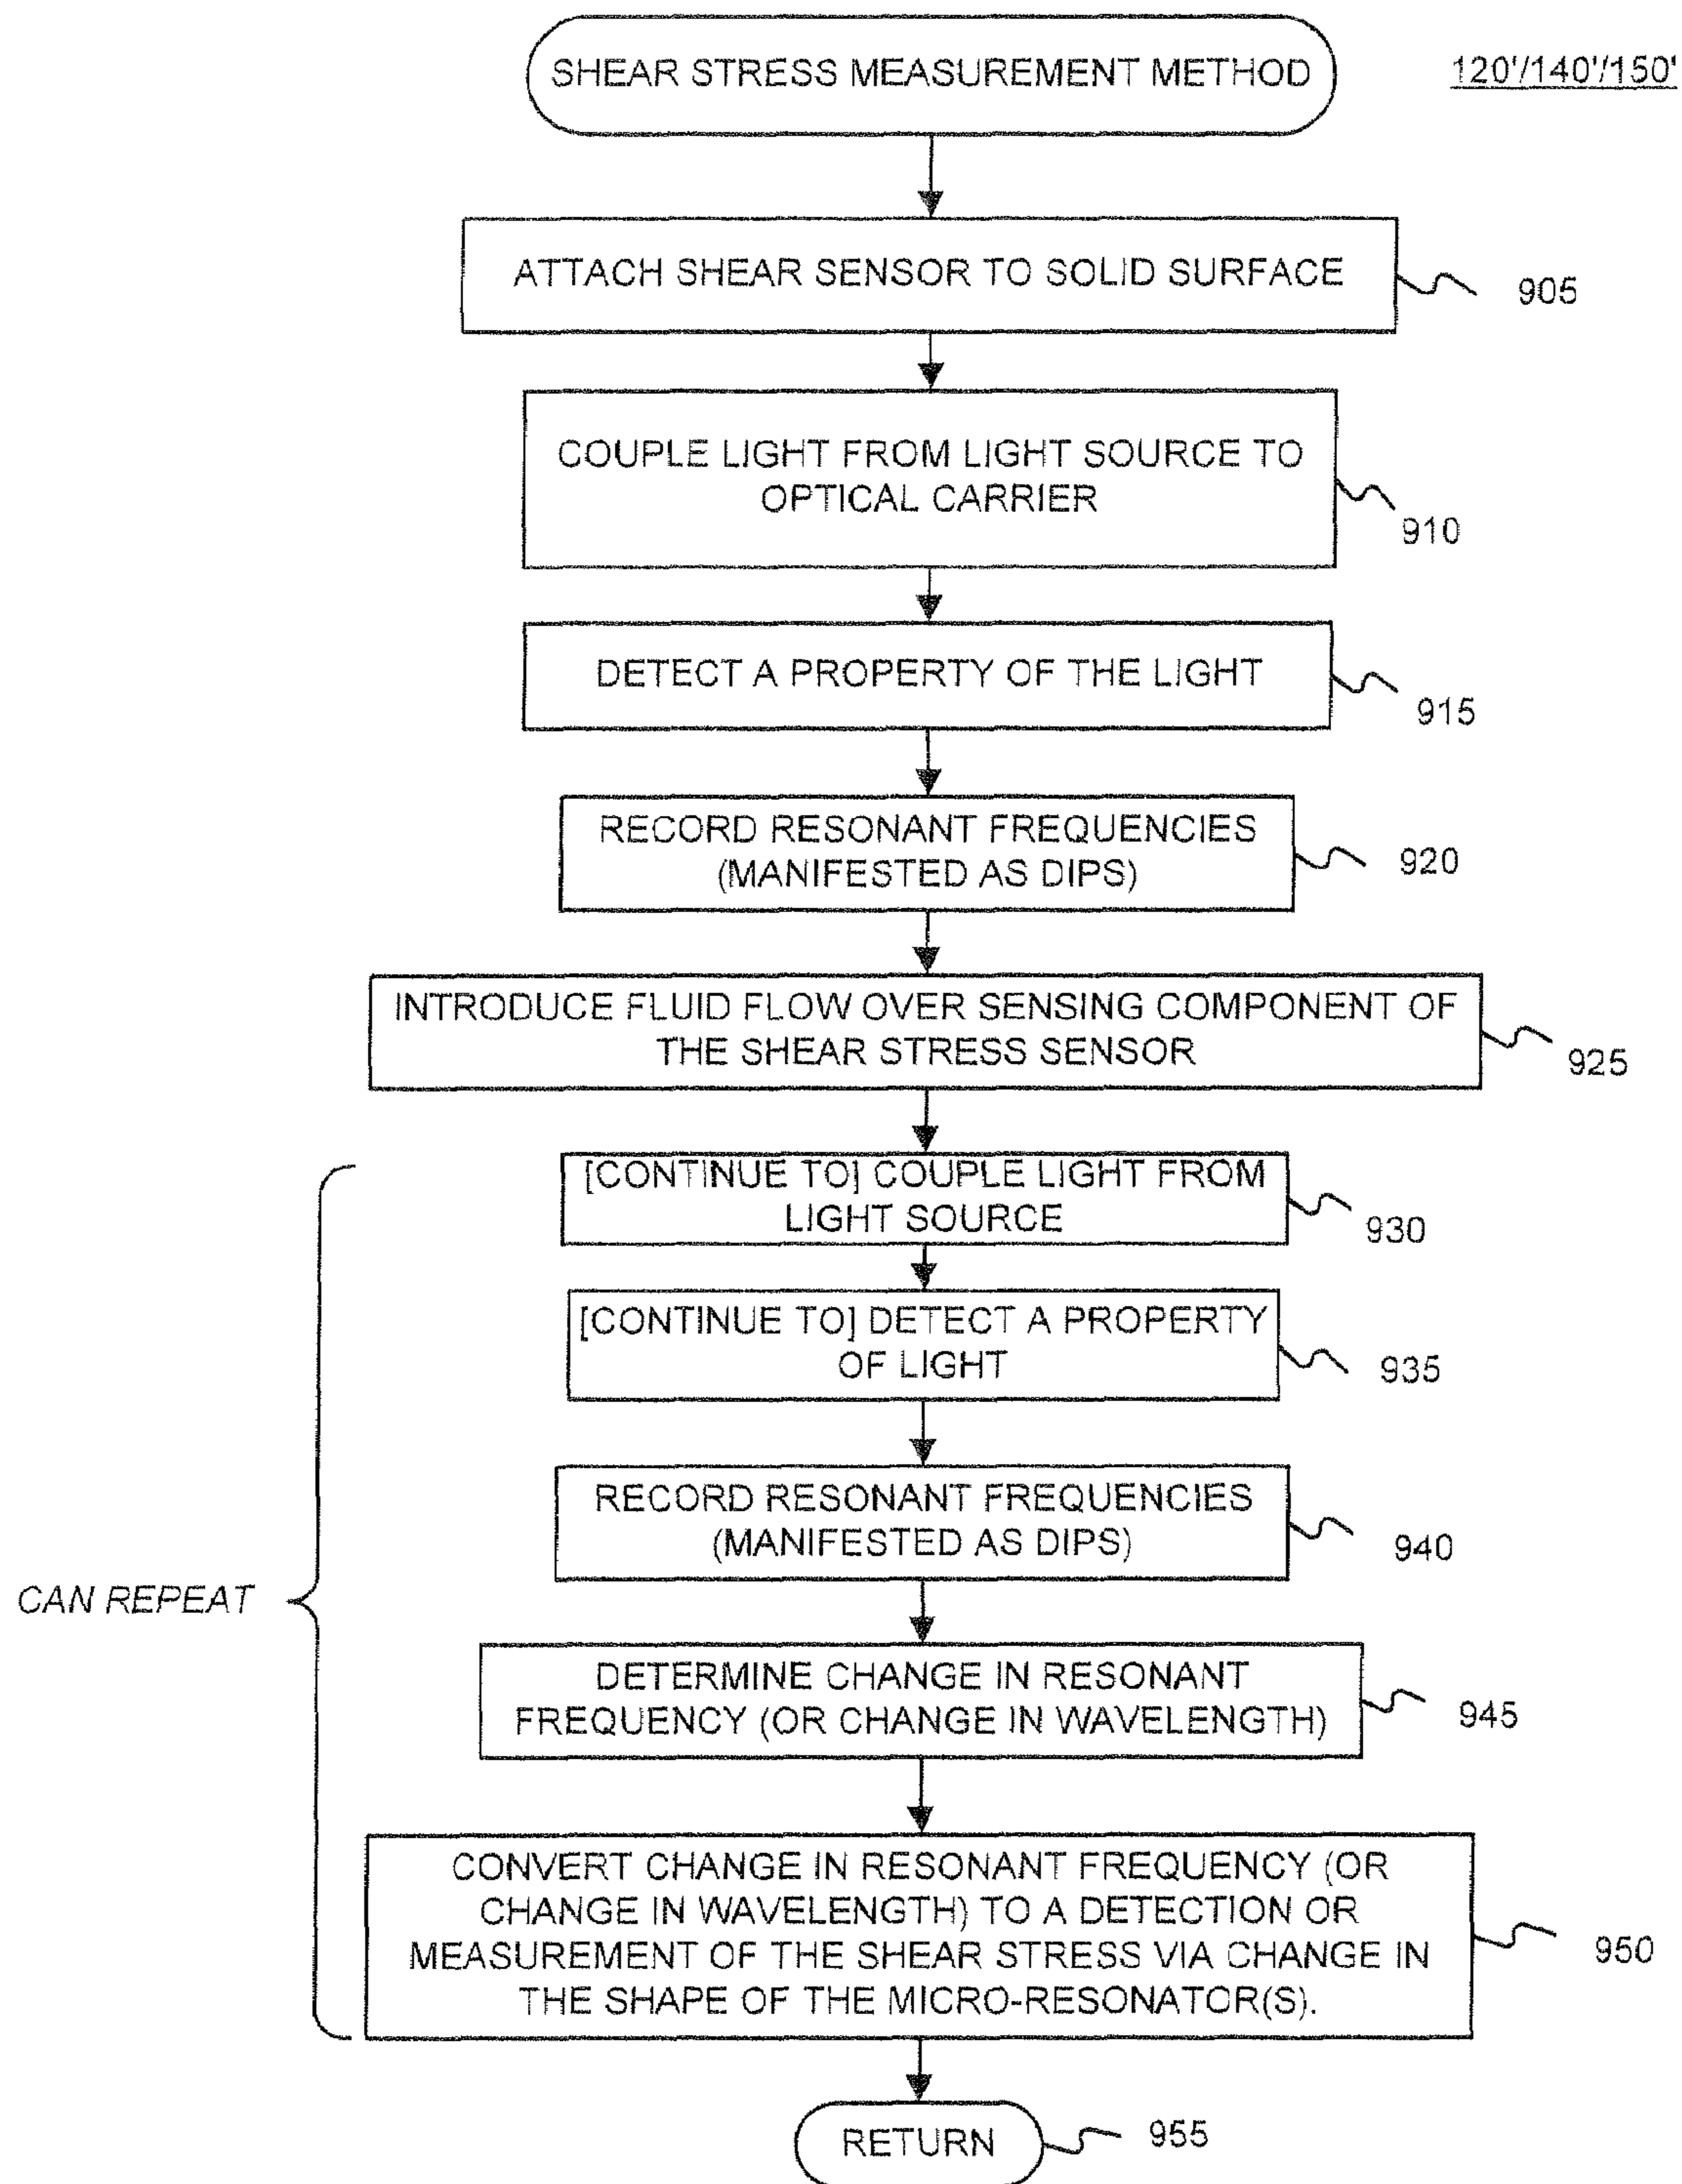 SHEAR STRESS MEASUREMENT METHOD
120'/140'/150'
ATTACH SHEAR SENSOR TO SOLID SURFACE
905
COUPLE LIGHT FROM LIGHT SOURCE TO
OPTICAL CARRIER
910
DETECT A PROPERTY OF THE LIGHT
915
RECORD RESONANT FREQUENCIES
(MANIFESTED AS DIPS)
920
INTRODUCE FLUID FLOW OVER SENSING COMPONENT OF
THE SHEAR STRESS SENSOR
925
[CONTINUE TO] COUPLE LIGHT FROM
LIGHT SOURCE
930
[CONTINUE TO] DETECT A PROPERTY
OF LIGHT
935
RECORD RESONANT FREQUENCIES
(MANIFESTED AS DIPS)
940
CAN REPEAT
DETERMINE CHANGE IN RESONANT
FREQUENCY (OR CHANGE IN WAVELENGTH)
945
CONVERT CHANGE IN RESONANT FREQUENCY (OR
CHANGE IN WAVELENGTH) TO A DETECTION OR
MEASUREMENT OF THE SHEAR STRESS VIA CHANGE IN
THE SHAPE OF THE MICRO-RESONATOR(S).
950
RETURN
955